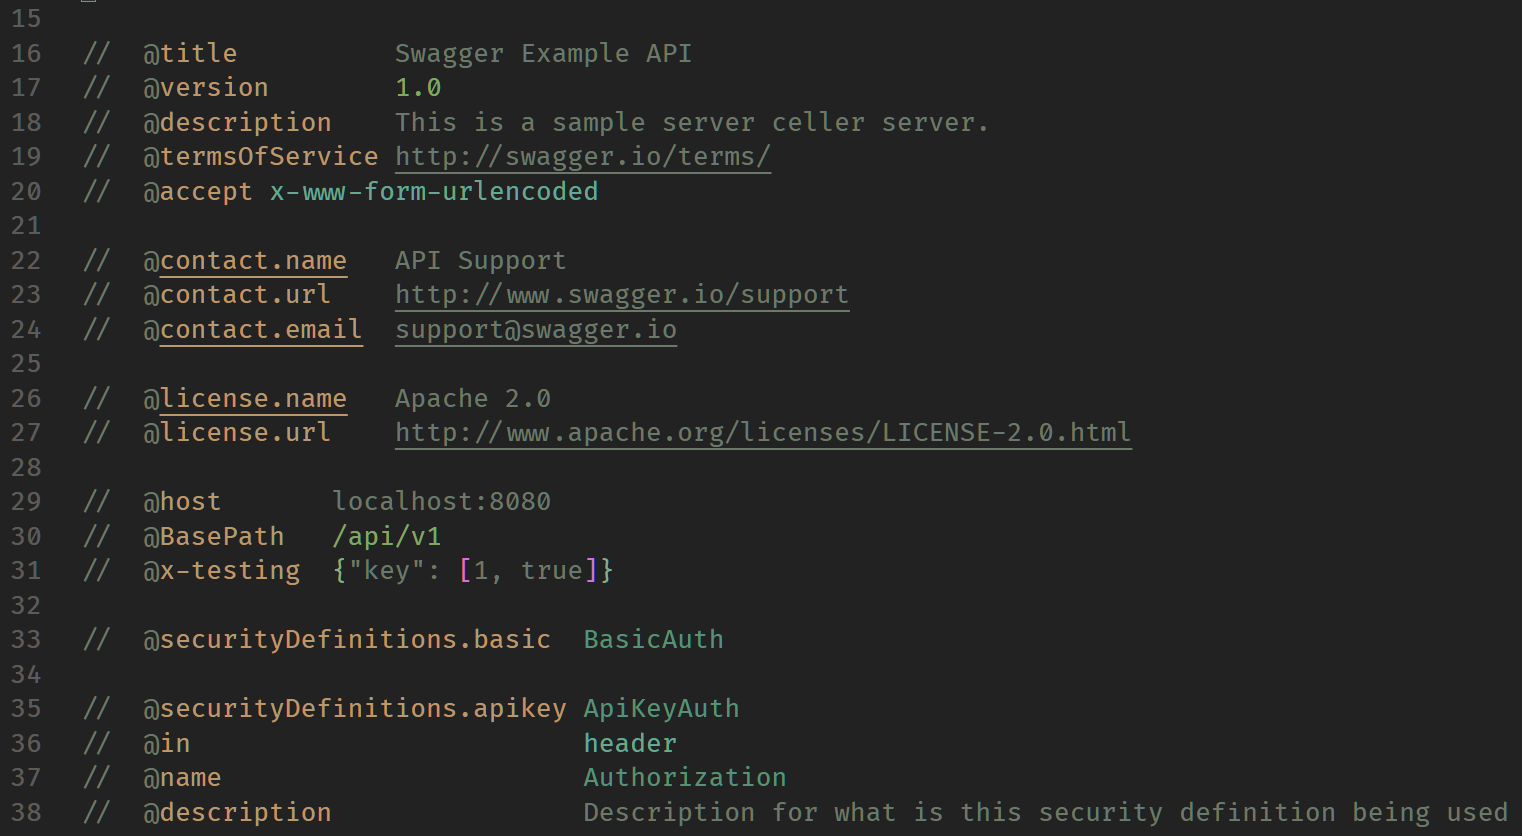 15
16 // @title Swagger Example API
17 // @version 1.0
18 // @description This is a sample server celler server.
19 // @termsOfService http://swagger.io/terms/
20 // @accept x-www-form-urlencoded
21
22 // @contact.name API Support
23 // @contact.url http://www.swagger.io/support
24 // @contact.email support@swagger.io
25
26 // @license.name Apache 2.0
27 // @license.url http://www.apache.org/licenses/LICENSE-2.0.html
28
29 // @host localhost:8080
30 // @BasePath /api/v1
31 // @x-testing {"key": [1, true]}
32
33 // @securityDefinitions.basic BasicAuth
34
35 // @securityDefinitions.apikey ApiKeyAuth
36 // @in header
37 // @name Authorization
38 // @description Description for what is this security definition being used